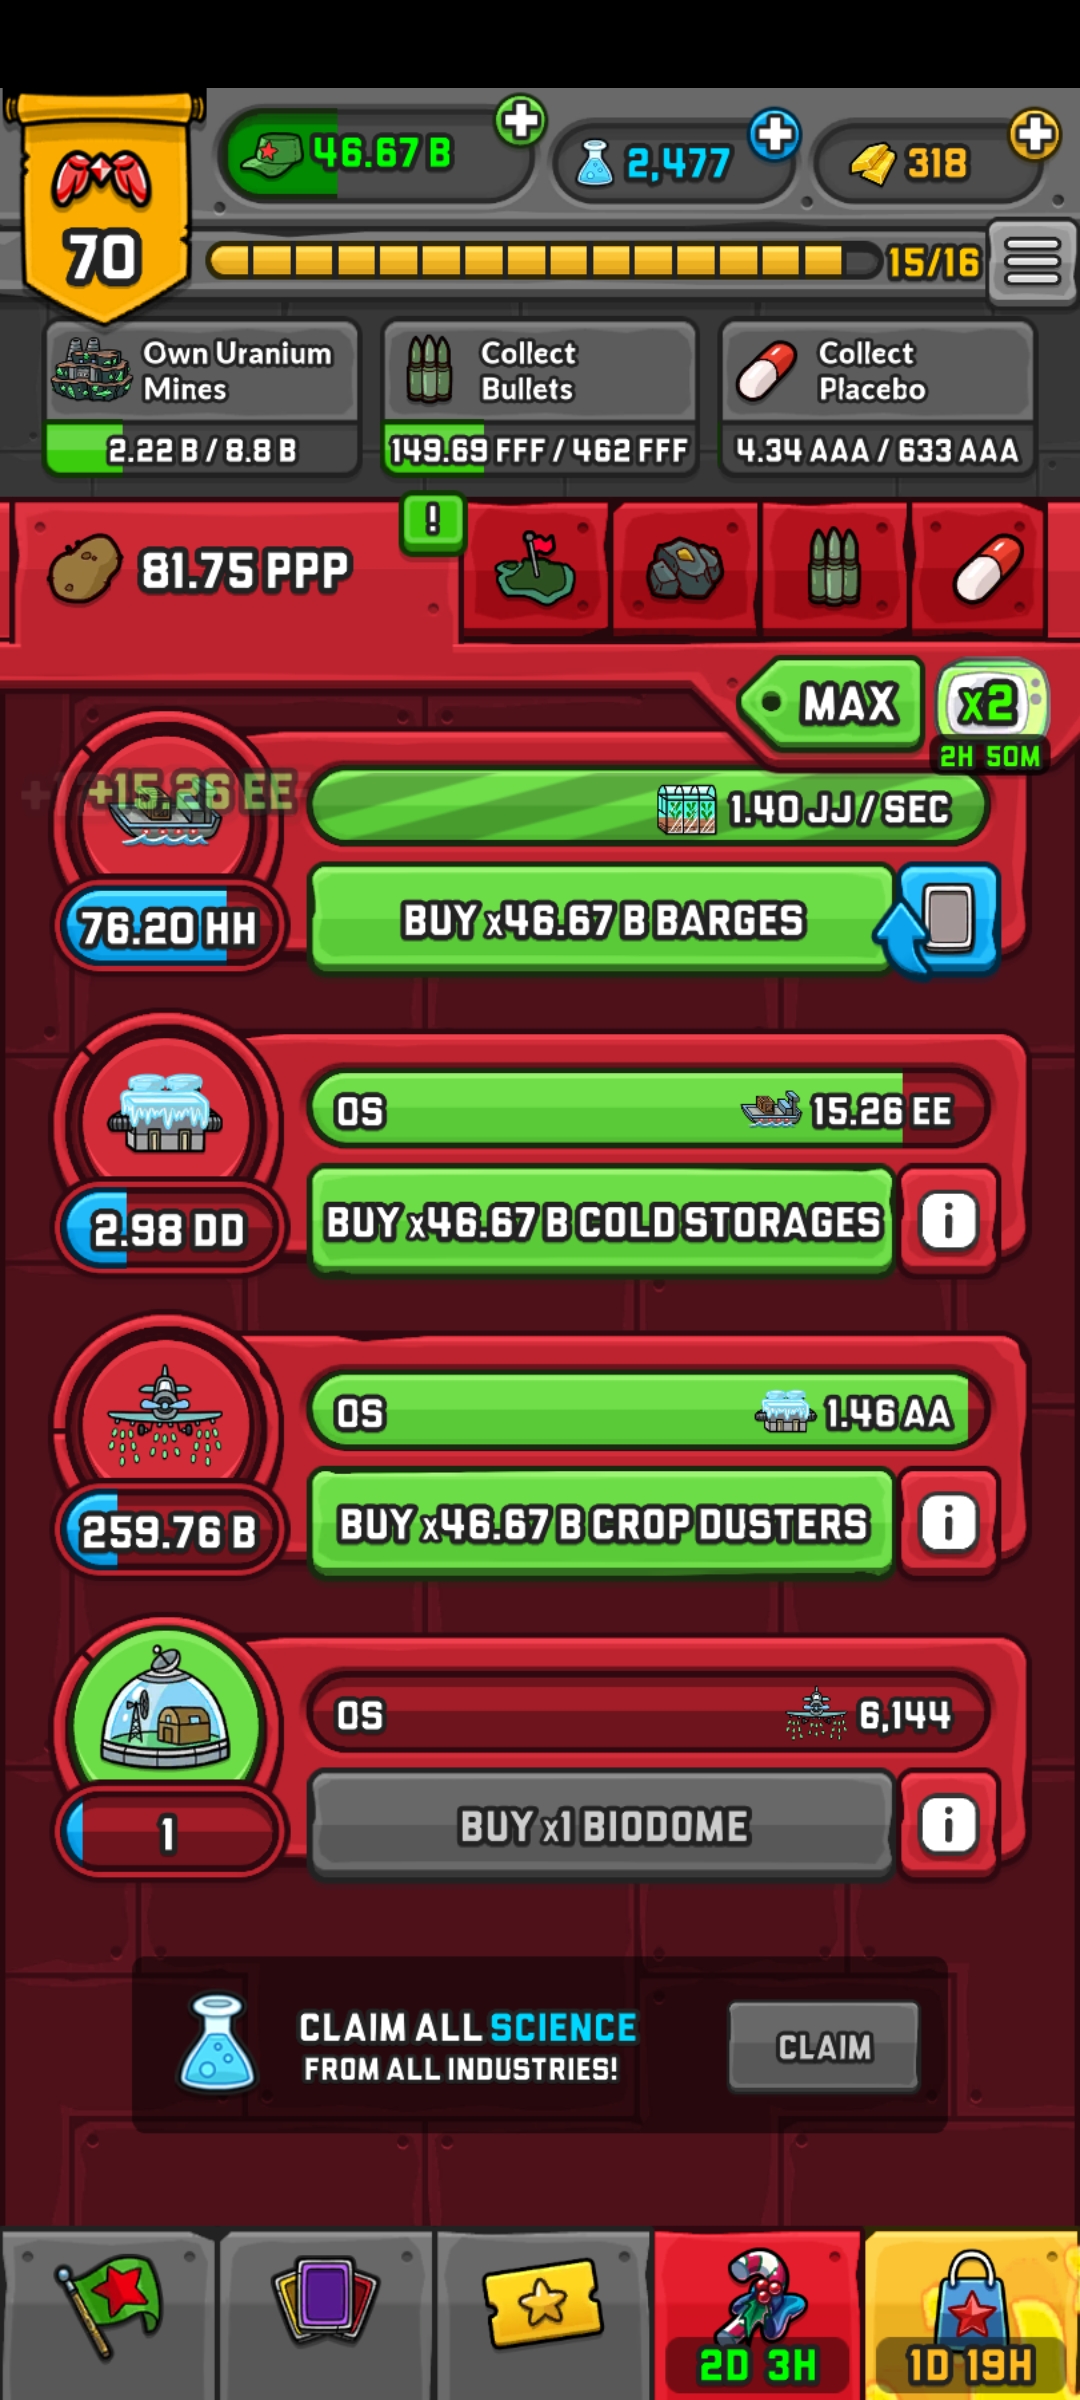 46.67 B
2,477
318
70
15/16
Own Uranium
Mines
Collect
Bullets
Collect
Placebo
2.22 B / 8.8 B
149.69 FFF / 462 FFF
4.34 AAA / 633 AAA
!
81.75 PPP
MAX
x2
2H 50M
+15.26 EE
1.40 JJ / SEC
76.20 HH
BUY x46.67 B BARGES
0S
15.26 EE
2.98 DD
BUY x46.67 B COLD STORAGES
i
0S
1.46 AA
259.76 B
BUY x46.67 B CROP DUSTERS
i
0S
6,144
1
BUY x1 BIODOME
i
CLAIM ALL SCIENCE
FROM ALL INDUSTRIES!
CLAIM
2D 3H
1D 19H